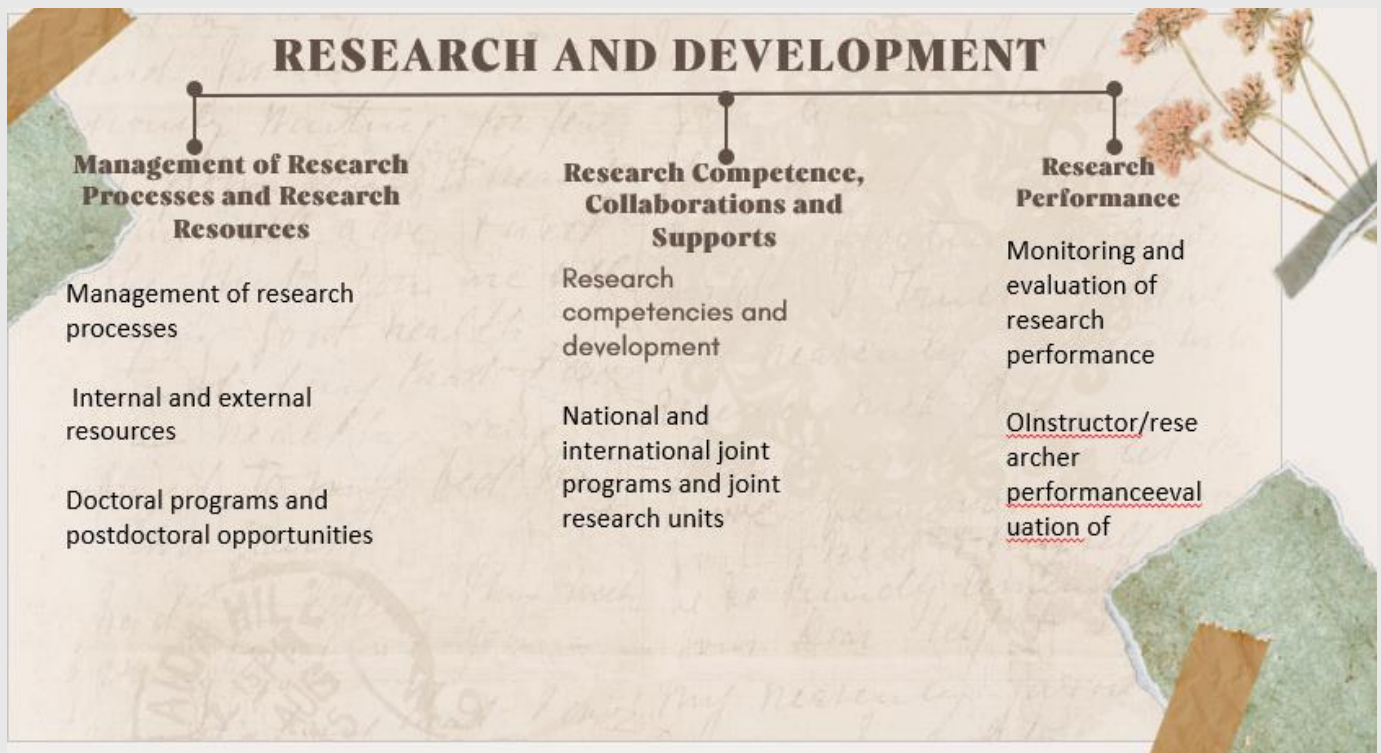 RESEARCH AND DEVELOPMENT
Management of Research
Processes and Research
Resources
Management of research
processes
Internal and external
resources
Doctoral programs and
postdoctoral opportunities
Research Competence,
Collaborations and
Supports
Research
competencies and
development
National and
international joint
programs and joint
research units
Research
Performance
Monitoring and
evaluation of
research
performance
OInstructor/rese
archer
performanceeval
uation of